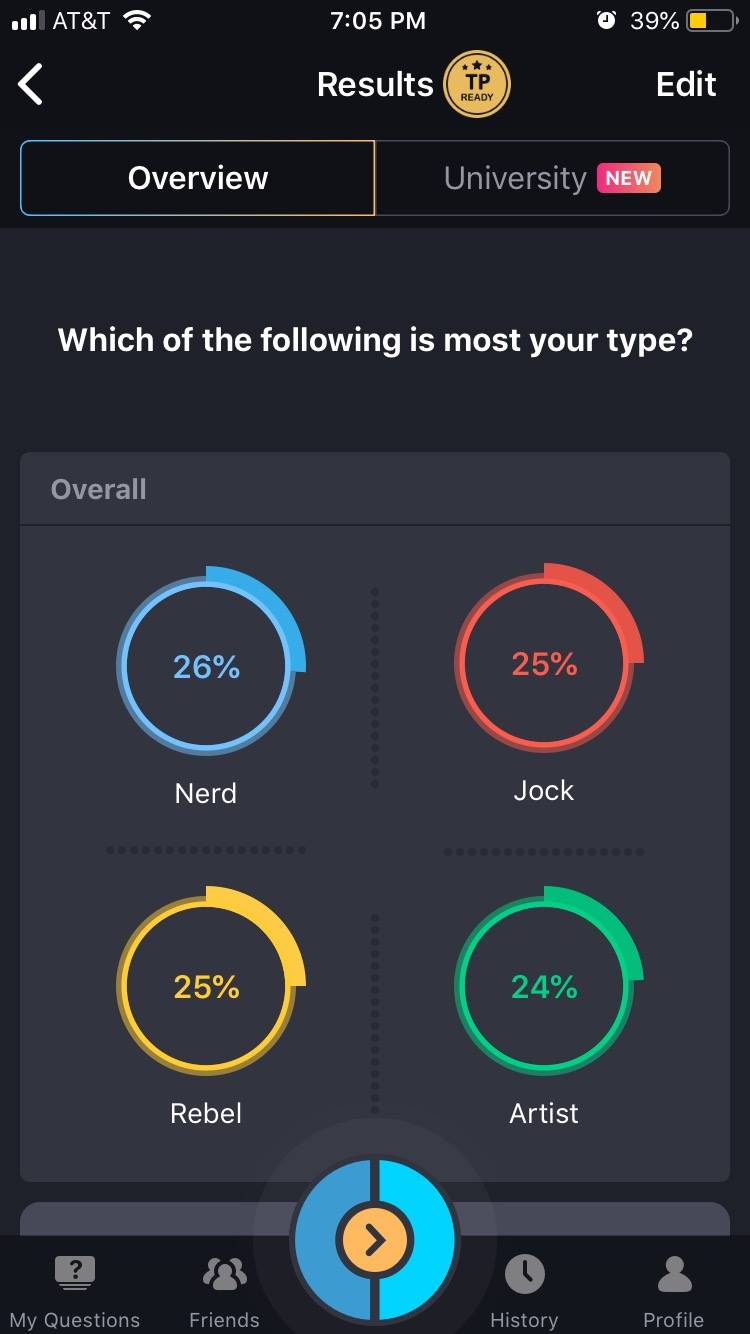 AT&T 7:05 PM 39%
Results TP READY Edit
Overview University NEW
Which of the following is most your type?
Overall
26% 25%
Nerd Jock
25% 24%
Rebel Artist
?
My Questions Friends History Profile